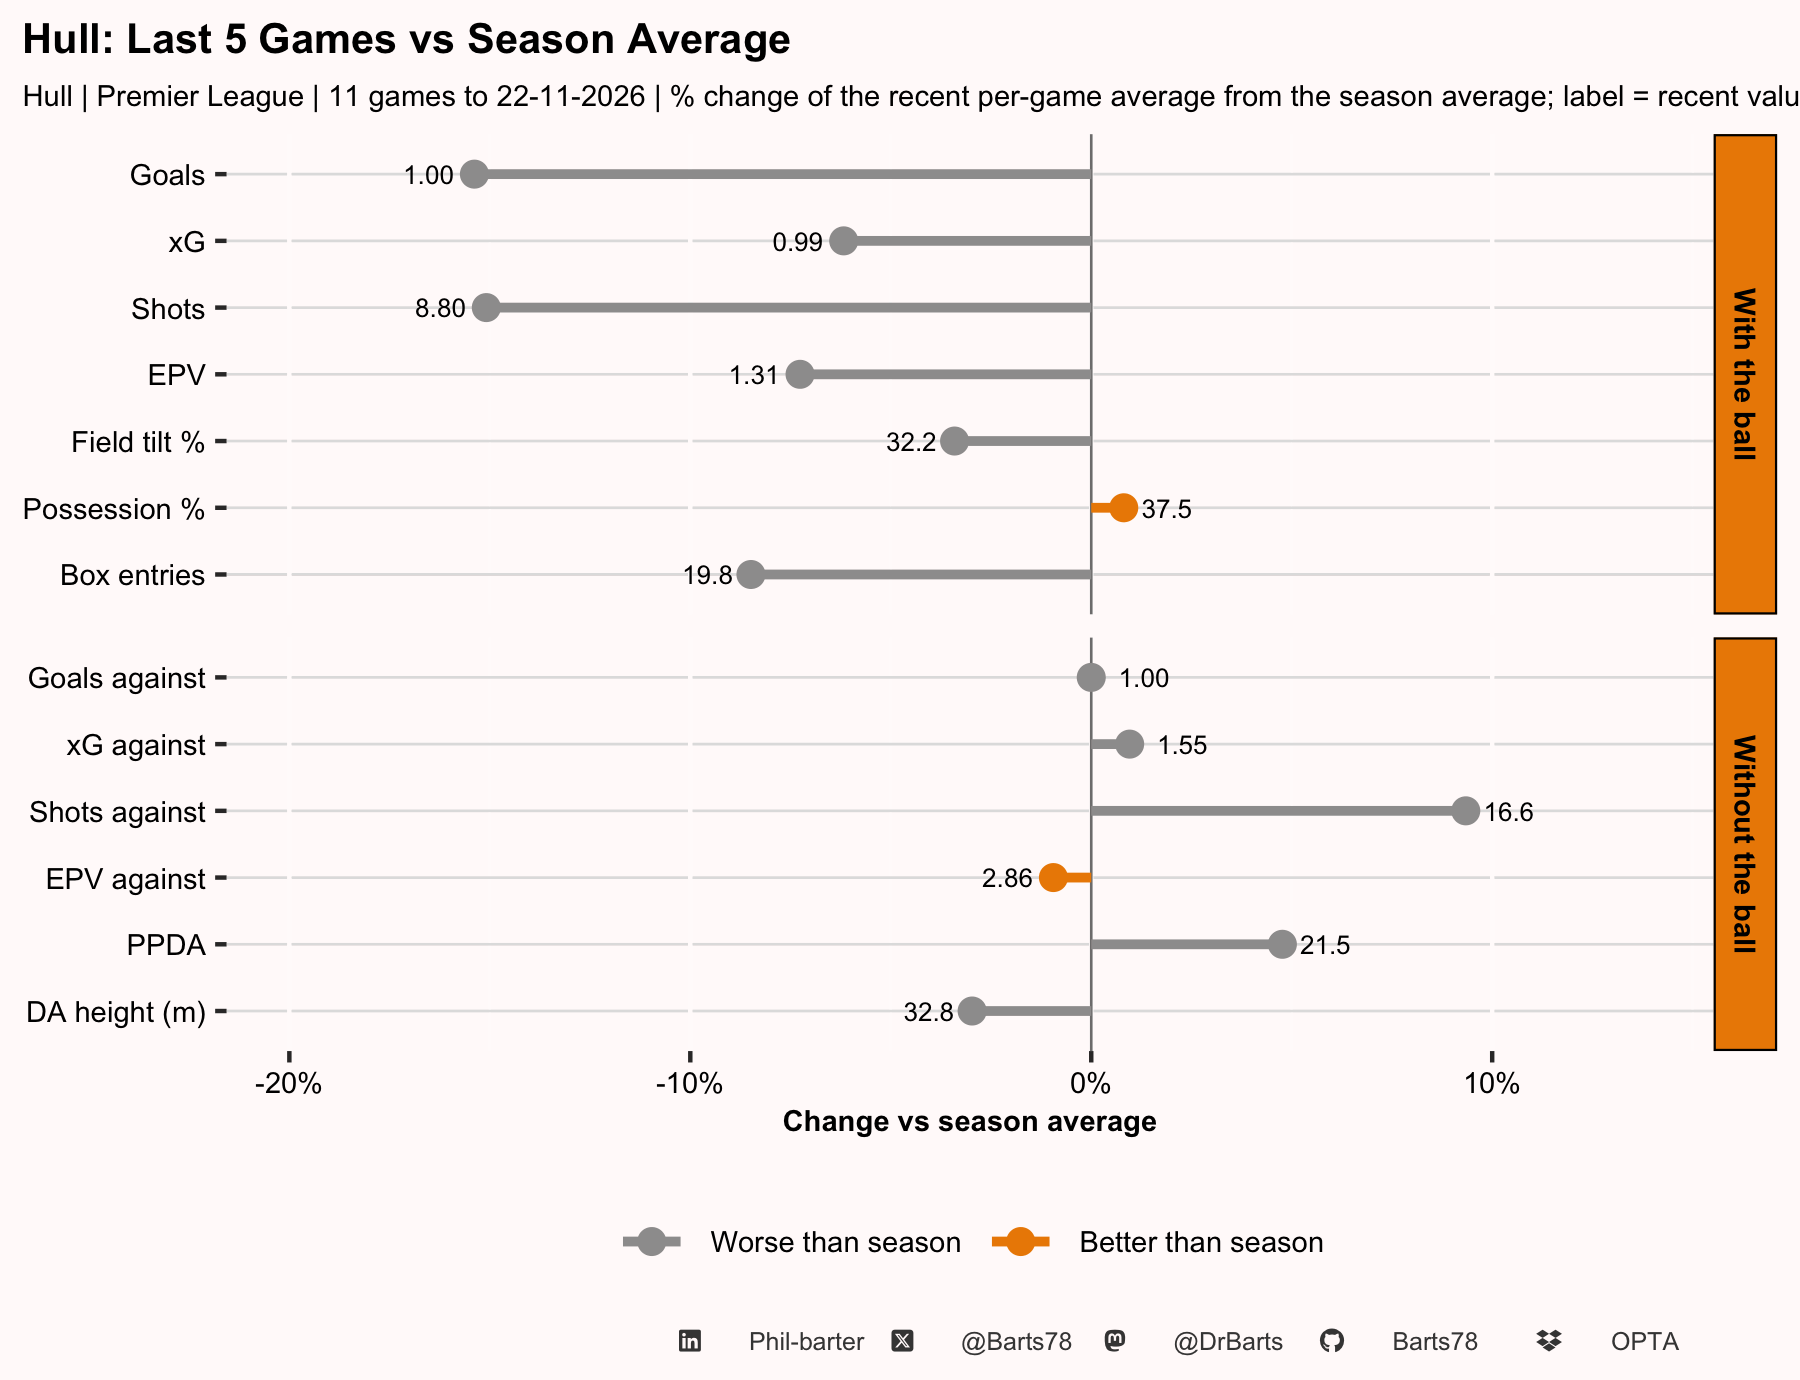 Hull: Last 5 Games vs Season Average
Hull | Premier League | 11 games to 22-11-2026 | % change of the recent per-game average from the season average; label = recent valu
Goals
1.00
xG
0.99
Shots
8.80
EPV
1.31
Field tilt %
32.2
Possession %
37.5
Box entries
19.8
With the ball
Goals against
1.00
xG against
1.55
Shots against
16.6
EPV against
2.86
PPDA
21.5
DA height (m)
32.8
Without the ball
-20% -10% 0% 10%
Change vs season average
Worse than season Better than season
Phil-barter @Barts78 @DrBarts Barts78 OPTA